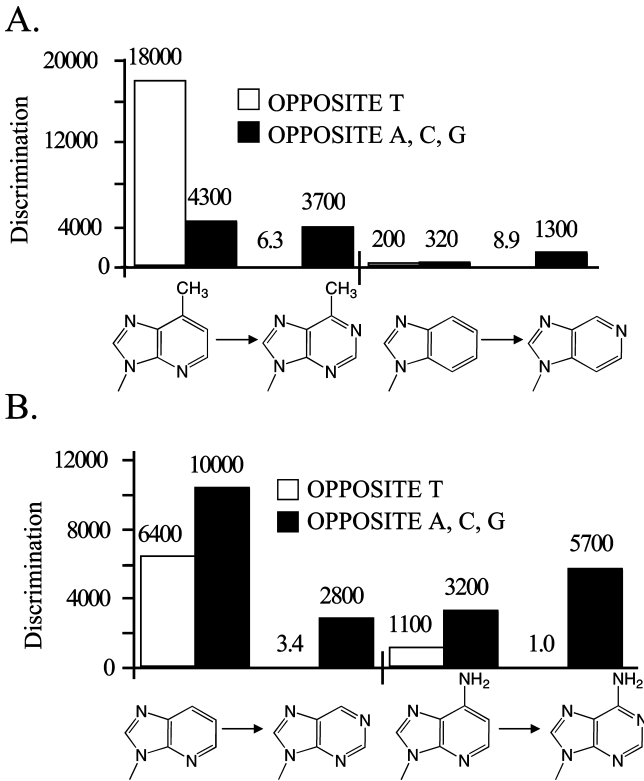 A.
20000
18000
OPPOSITE T
OPPOSITE A, C, G
12000
Discrimination
4300
3700
4000
6.3
200
320
8.9
1300
0
CH3
CH3
N
N
N
N
N
N
N
N
N
N
N
N
B.
12000
10000
OPPOSITE T
OPPOSITE A, C, G
8000
6400
5700
Discrimination
4000
2800
3200
1100
3.4
1.0
0
NH2
NH2
N
N
N
N
N
N
N
N
N
N
N
N
N
N